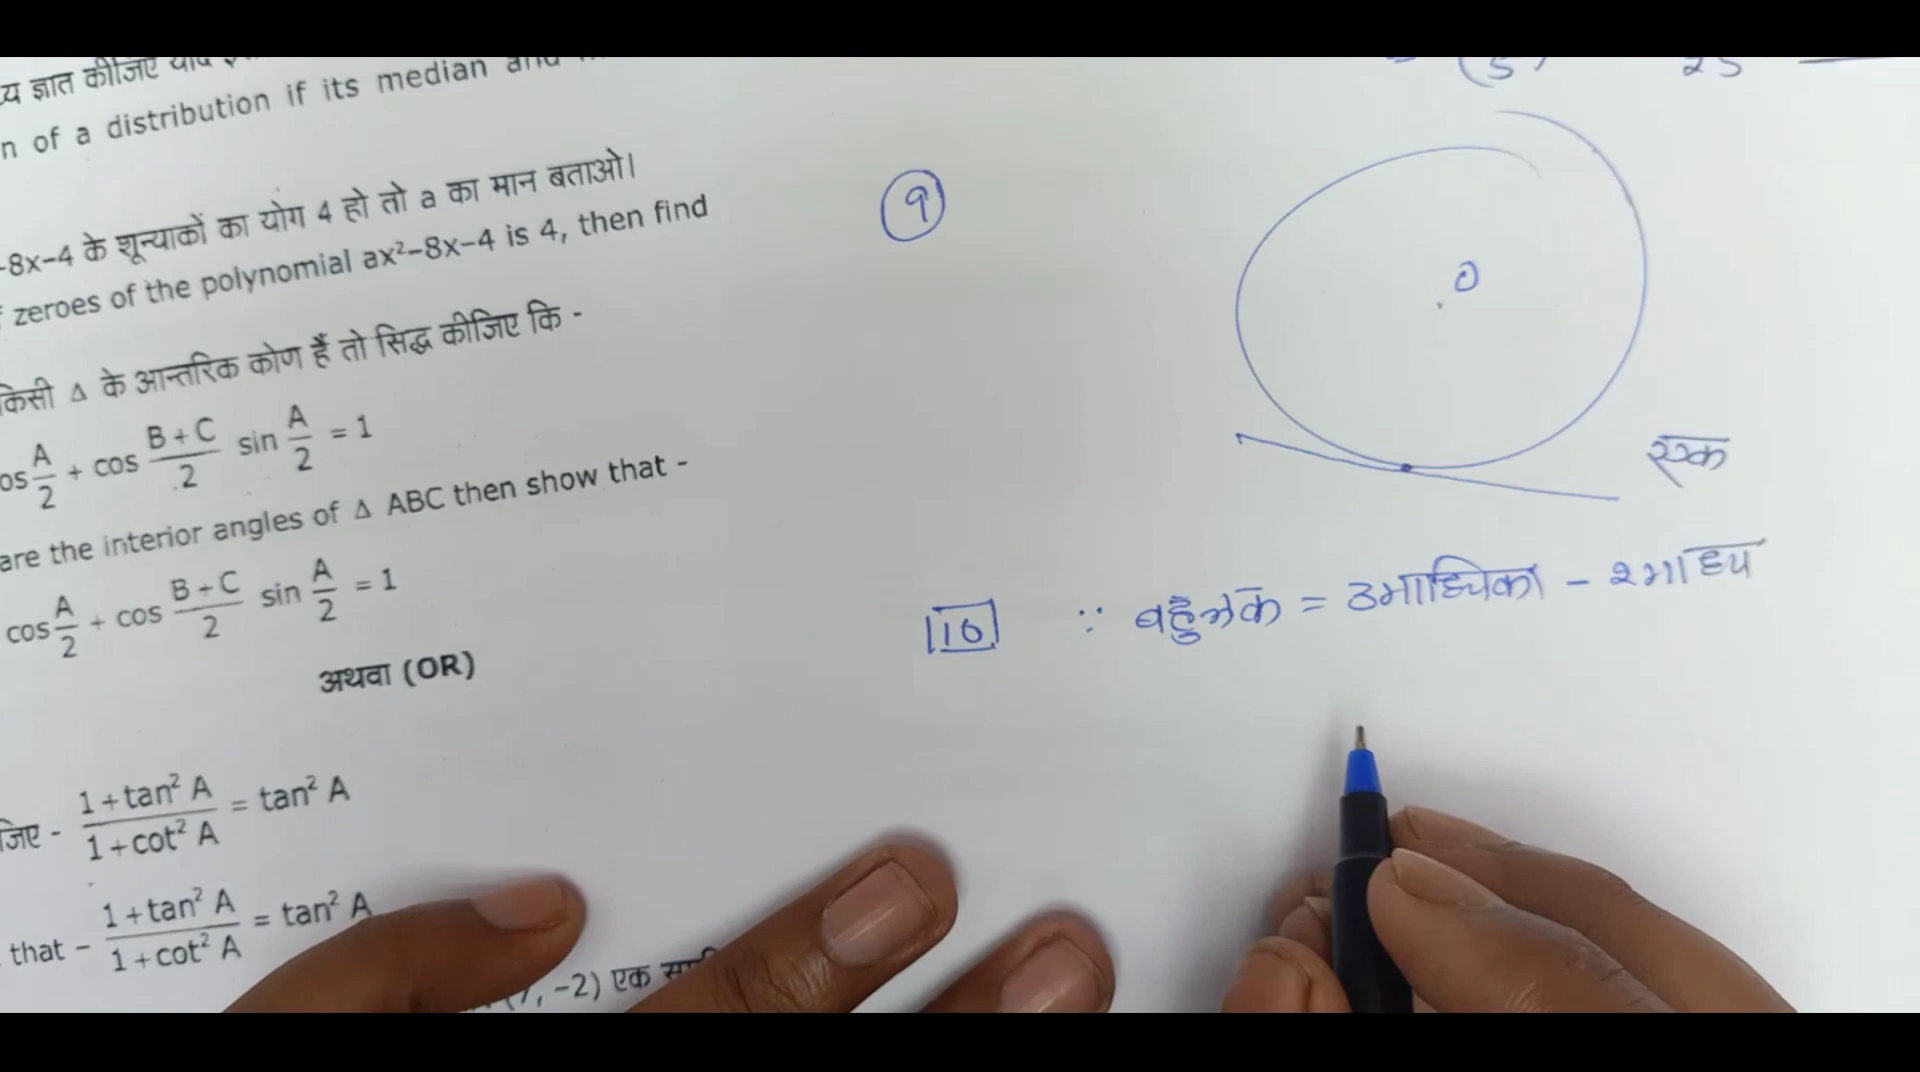 ज्ञात कीजिए
n of a distribution if its median and
-8x-4 के शून्याकों का योग 4 हो तो a का मान बताओ।
zeroes of the polynomial ax²-8x-4 is 4, then find
किसी Δ के आन्तरिक कोण हैं तो सिद्ध कीजिए कि -
os A/2 + cos B+C/2 sin A/2 = 1
are the interior angles of Δ ABC then show that -
cos A/2 + cos B+C/2 sin A/2 = 1
अथवा (OR)
जिए - 1+tan² A/1+cot² A = tan² A
that - 1+tan² A/1+cot² A = tan² A
, -2) एक
25
9
O
एक
10 ∵ बहुलक = 3माध्यिका - 2माध्य